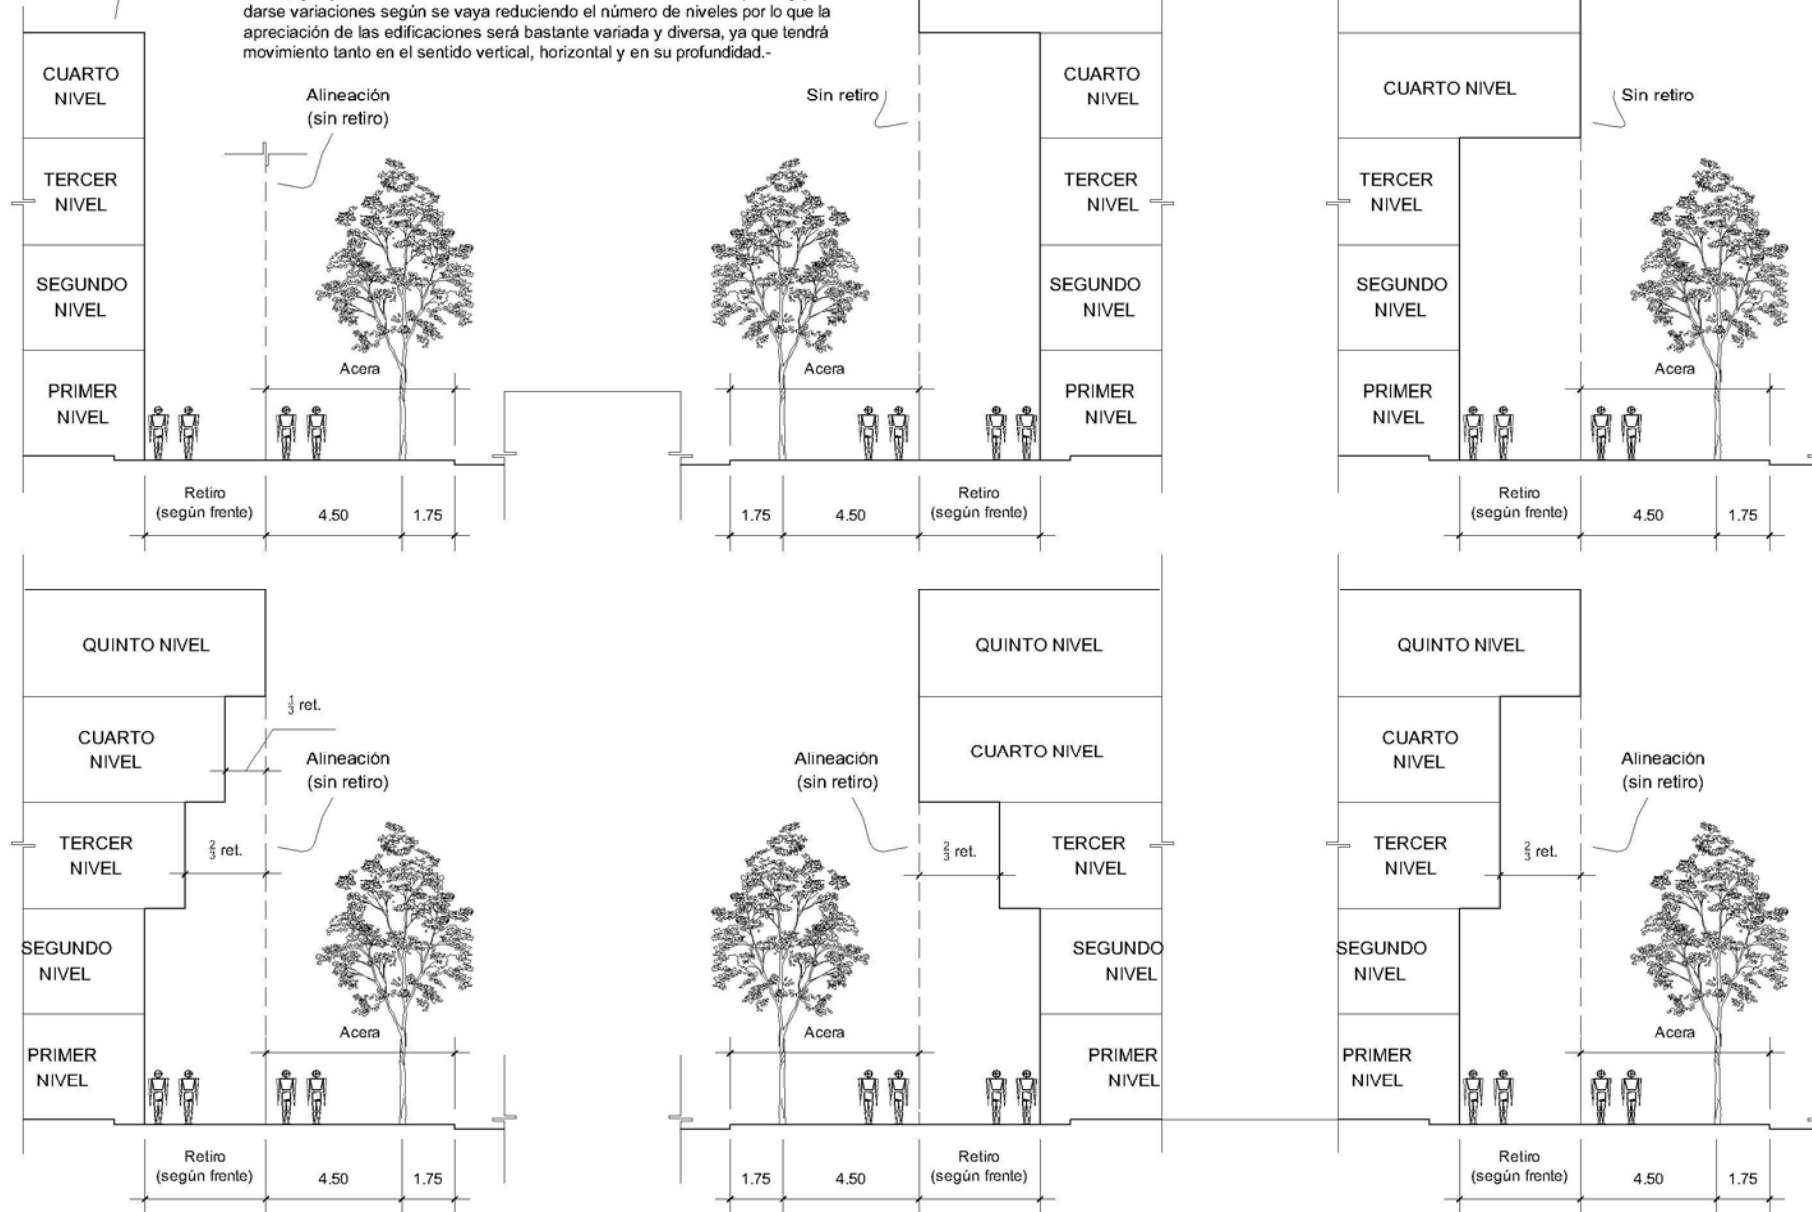 darse variaciones según se vaya reduciendo el número de niveles por lo que la
apreciación de las edificaciones será bastante variada y diversa, ya que tendrá
movimiento tanto en el sentido vertical, horizontal y en su profundidad.-
CUARTO
NIVEL
TERCER
NIVEL
SEGUNDO
NIVEL
PRIMER
NIVEL
Alineación
(sin retiro)
Acera
Retiro
(según frente)
4.50
1.75
Sin retiro
CUARTO
NIVEL
TERCER
NIVEL
SEGUNDO
NIVEL
PRIMER
NIVEL
Acera
1.75
4.50
Retiro
(según frente)
CUARTO NIVEL
Sin retiro
TERCER
NIVEL
SEGUNDO
NIVEL
PRIMER
NIVEL
Acera
Retiro
(según frente)
4.50
1.75
QUINTO NIVEL
1/3 ret.
CUARTO
NIVEL
Alineación
(sin retiro)
TERCER
NIVEL
2/3 ret.
SEGUNDO
NIVEL
PRIMER
NIVEL
Acera
Retiro
(según frente)
4.50
1.75
QUINTO NIVEL
CUARTO NIVEL
Alineación
(sin retiro)
2/3 ret.
TERCER
NIVEL
SEGUNDO
NIVEL
PRIMER
NIVEL
Acera
1.75
4.50
Retiro
(según frente)
QUINTO NIVEL
CUARTO
NIVEL
Alineación
(sin retiro)
TERCER
NIVEL
2/3 ret.
SEGUNDO
NIVEL
PRIMER
NIVEL
Acera
Retiro
(según frente)
4.50
1.75